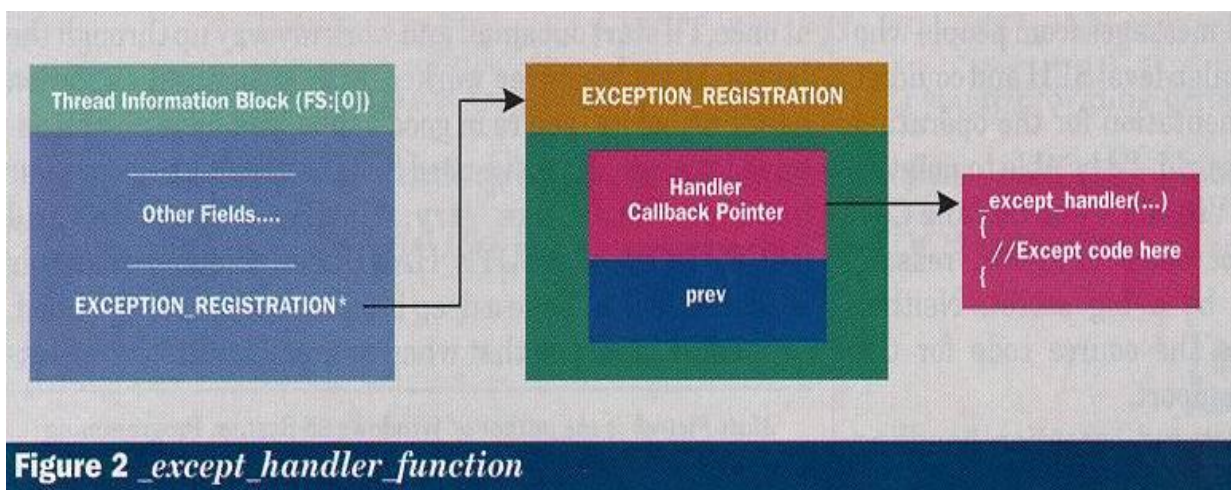 Thread Information Block (FS:[0])
Other Fields....
EXCEPTION_REGISTRATION*
EXCEPTION_REGISTRATION
Handler
Callback Pointer
prev
_except_handler(...)
{
//Except code here
{
Figure 2 _except_handler_function